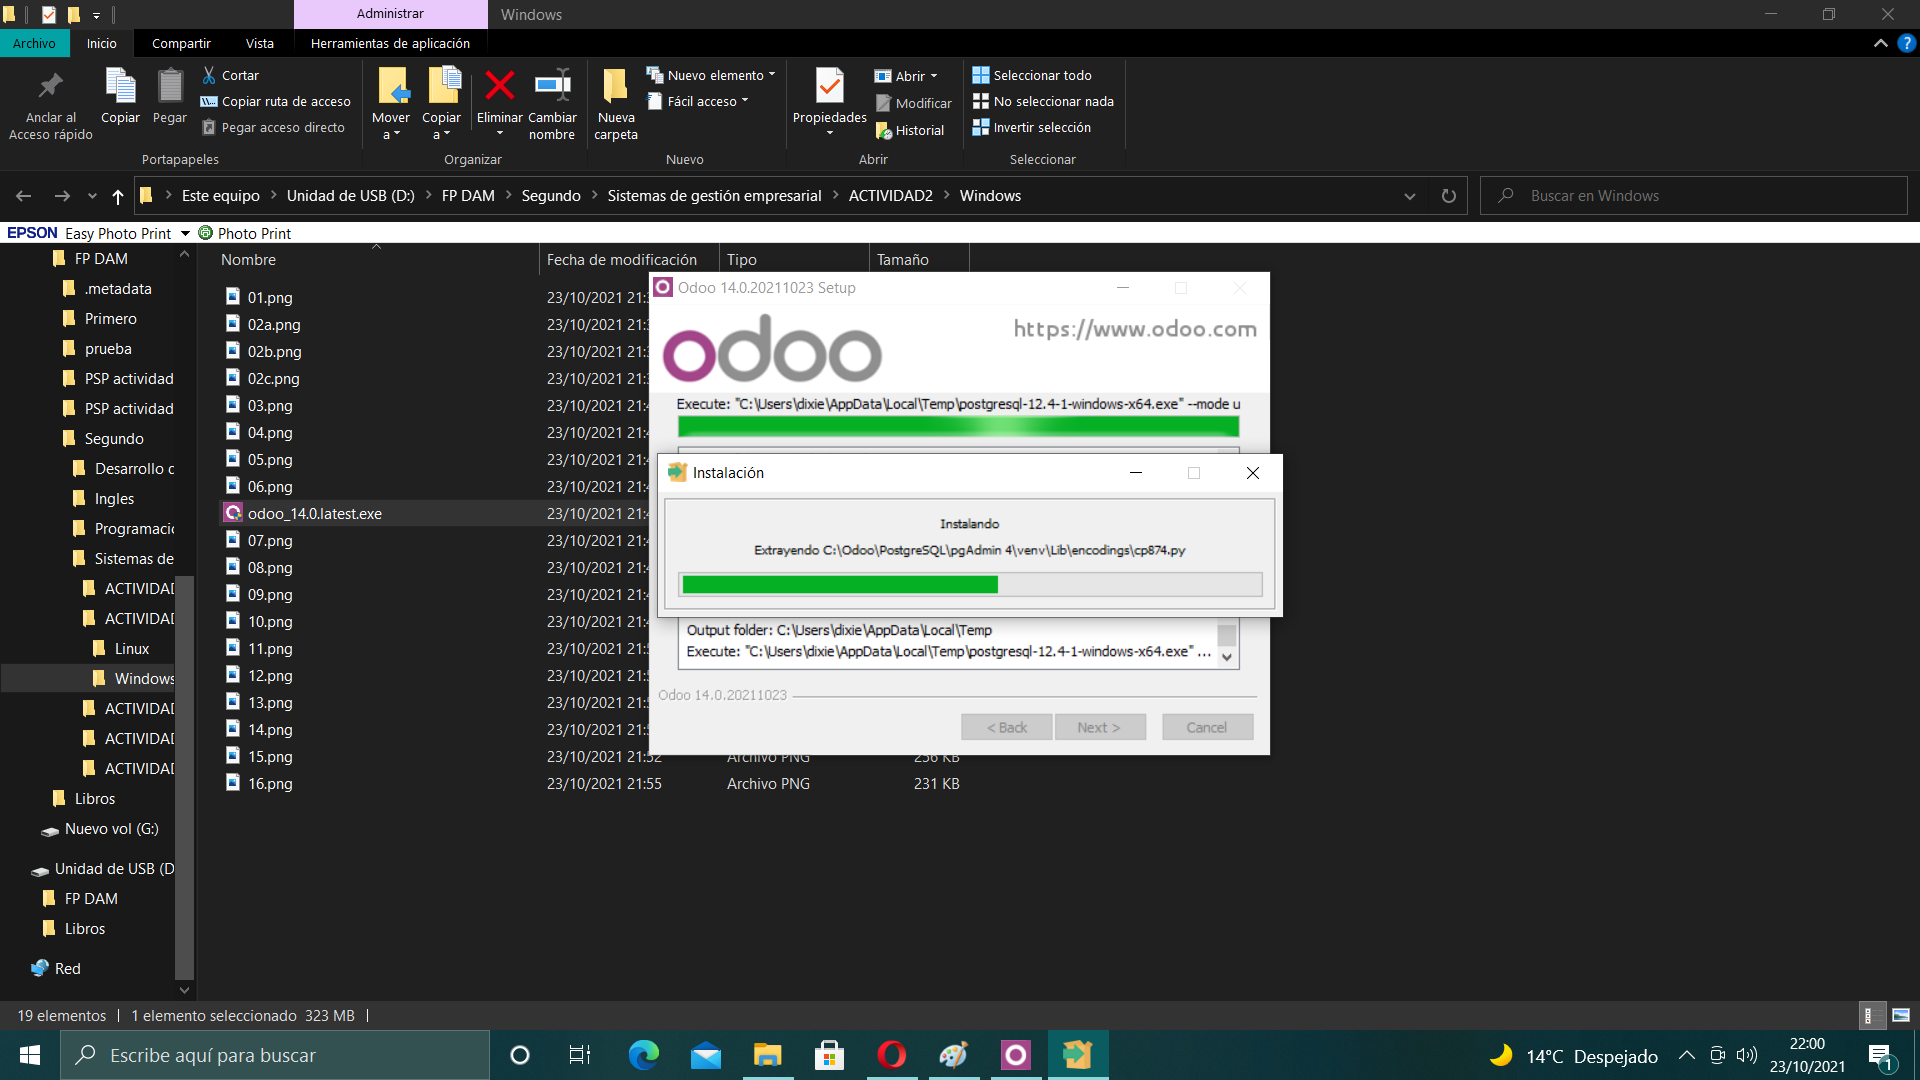 Administrar
Windows
Archivo
Inicio
Compartir
Vista
Herramientas de aplicación
Anclar al
Acceso rápido
Copiar
Pegar
Cortar
Copiar ruta de acceso
Pegar acceso directo
Portapapeles
Mover
a
Copiar
a
Eliminar
Cambiar
nombre
Organizar
Nueva
carpeta
Nuevo elemento
Fácil acceso
Nuevo
Propiedades
Abrir
Modificar
Historial
Abrir
Seleccionar todo
No seleccionar nada
Invertir selección
Seleccionar
Este equipo
Unidad de USB (D:)
FP DAM
Segundo
Sistemas de gestión empresarial
ACTIVIDAD2
Windows
Buscar en Windows
EPSON Easy Photo Print
Photo Print
FP DAM
.metadata
Primero
prueba
PSP actividad
PSP actividad
Segundo
Desarrollo
Ingles
Programació
Sistemas de
ACTIVIDAD
ACTIVIDAD
Linux
Windows
ACTIVIDAD
ACTIVIDAD
ACTIVIDAD
Libros
Nuevo vol (G:)
Unidad de USB (D
FP DAM
Libros
Red
Nombre
Fecha de modificación
Tipo
Tamaño
01.png 23/10/2021 21:
02a.png 23/10/2021 21:
02b.png 23/10/2021 21:
02c.png 23/10/2021 21:
03.png 23/10/2021 21:
04.png 23/10/2021 21:
05.png 23/10/2021 21:
06.png 23/10/2021 21:
odoo_14.0.latest.exe 23/10/2021 21:
07.png 23/10/2021 21:
08.png 23/10/2021 21:
09.png 23/10/2021 21:
10.png 23/10/2021 21:
11.png 23/10/2021 21:
12.png 23/10/2021 21:
13.png 23/10/2021 21:
14.png 23/10/2021 21:
15.png 23/10/2021 21:52 Archivo PNG 256 KB
16.png 23/10/2021 21:55 Archivo PNG 231 KB
Odoo 14.0.20211023 Setup
odoo
https://www.odoo.com
Execute: "C:\Users\dixie\AppData\Local\Temp\postgresql-12.4-1-windows-x64.exe" --mode u
Instalación
Instalando
Extrayendo C:\Odoo\PostgreSQL\pgAdmin 4\venv\Lib\encodings\cp874.py
Output folder: C:\Users\dixie\AppData\Local\Temp
Execute: "C:\Users\dixie\AppData\Local\Temp\postgresql-12.4-1-windows-x64.exe" ...
Odoo 14.0.20211023
< Back
Next >
Cancel
19 elementos
1 elemento seleccionado 323 MB
Escribe aquí para buscar
14°C Despejado
22:00
23/10/2021
1